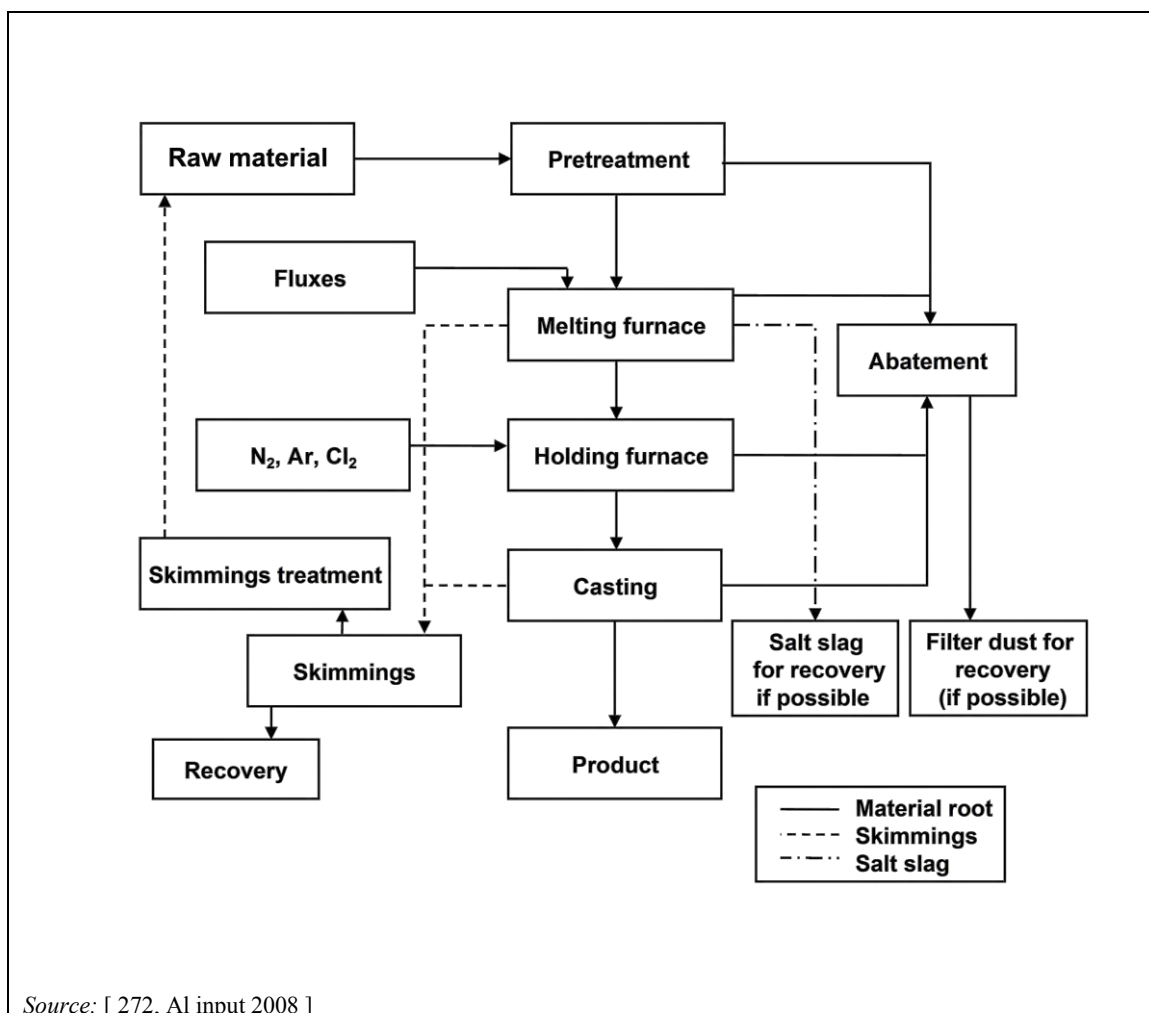 Raw material
Pretreatment
Fluxes
Melting furnace
Abatement
N₂, Ar, Cl₂
Holding furnace
Skimmings treatment
Casting
Skimmings
Salt slag
for recovery
if possible
Filter dust for
recovery
(if possible)
Recovery
Product
Material root
Skimmings
Salt slag
Source: [ 272, Al input 2008 ]